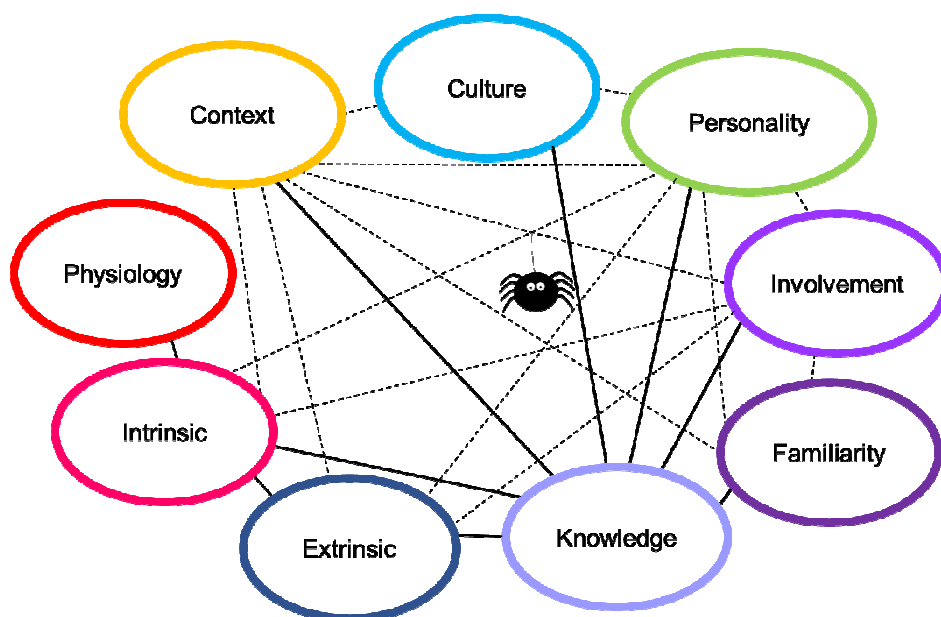 Culture
Context
Personality
Physiology
Involvement
Intrinsic
Familiarity
Extrinsic
Knowledge